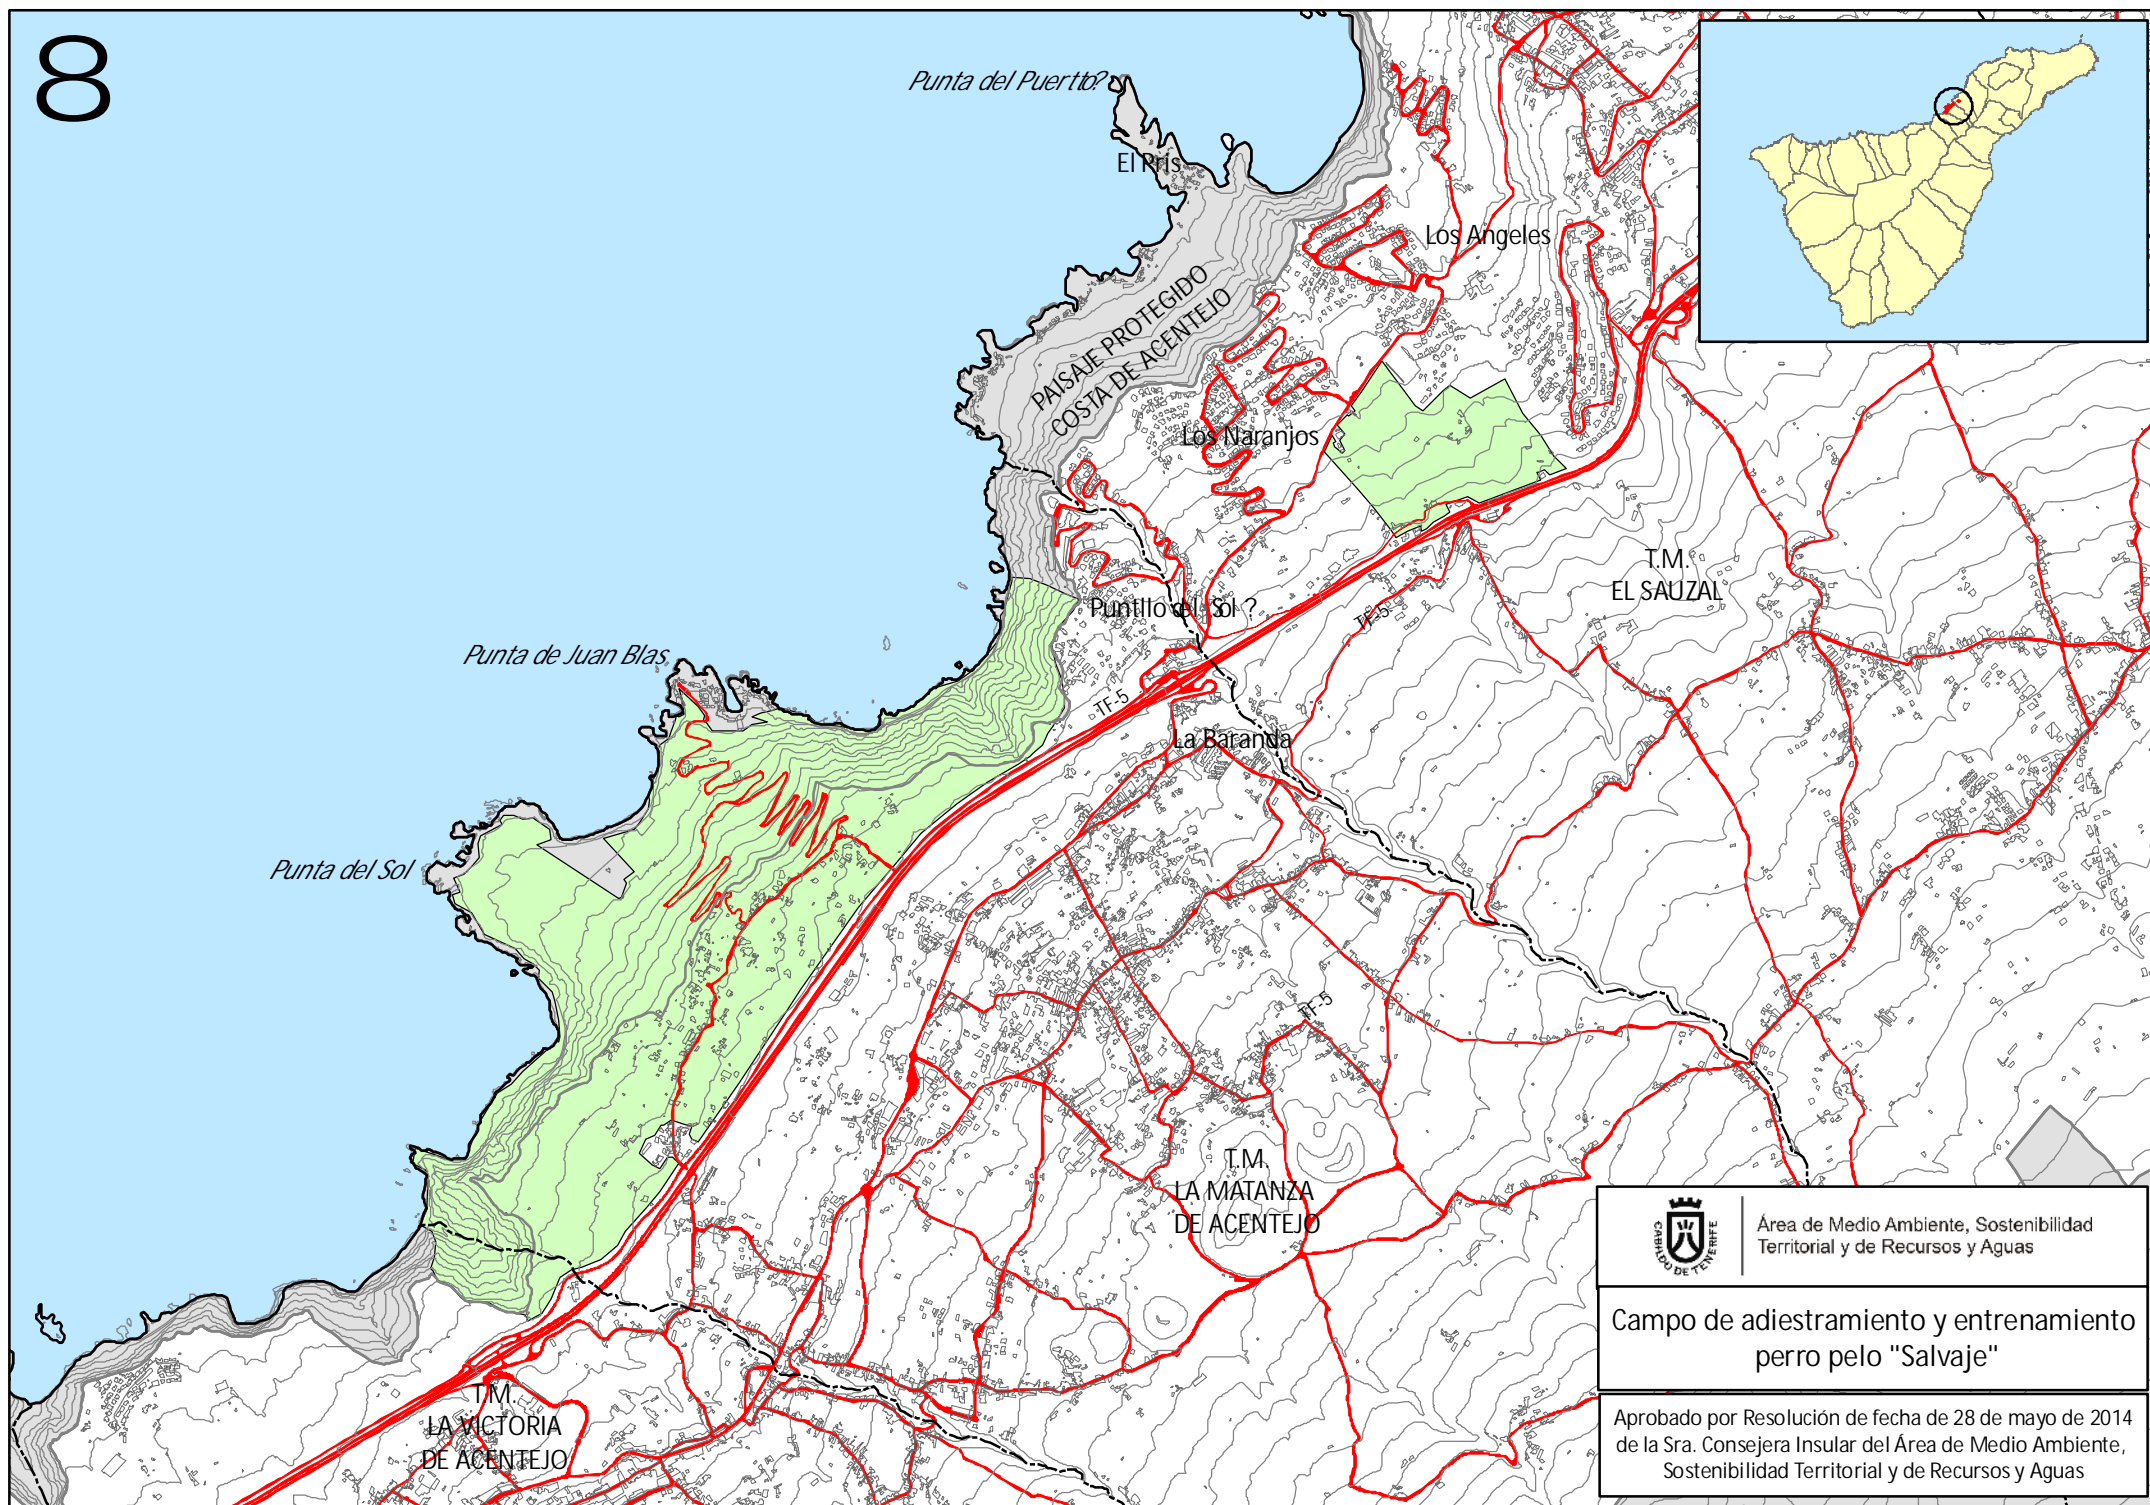 8
Punta del Puertto?
El Pris
Los Angeles
PAISAJE PROTEGIDO
COSTA DE ACENTEJO
Los Naranjos
T.M.
EL SAUZAL
TF-5
Punta de Juan Blas
TF-5
La Baranda
Punta del Sol
TF-5
T.M.
LA MATANZA
DE ACENTEJO
T.M.
LA VICTORIA
DE ACENTEJO
CABILDO DE TENERIFE
Área de Medio Ambiente, Sostenibilidad
Territorial y de Recursos y Aguas
Campo de adiestramiento y entrenamiento
perro pelo "Salvaje"
Aprobado por Resolución de fecha de 28 de mayo de 2014
de la Sra. Consejera Insular del Área de Medio Ambiente,
Sostenibilidad Territorial y de Recursos y Aguas